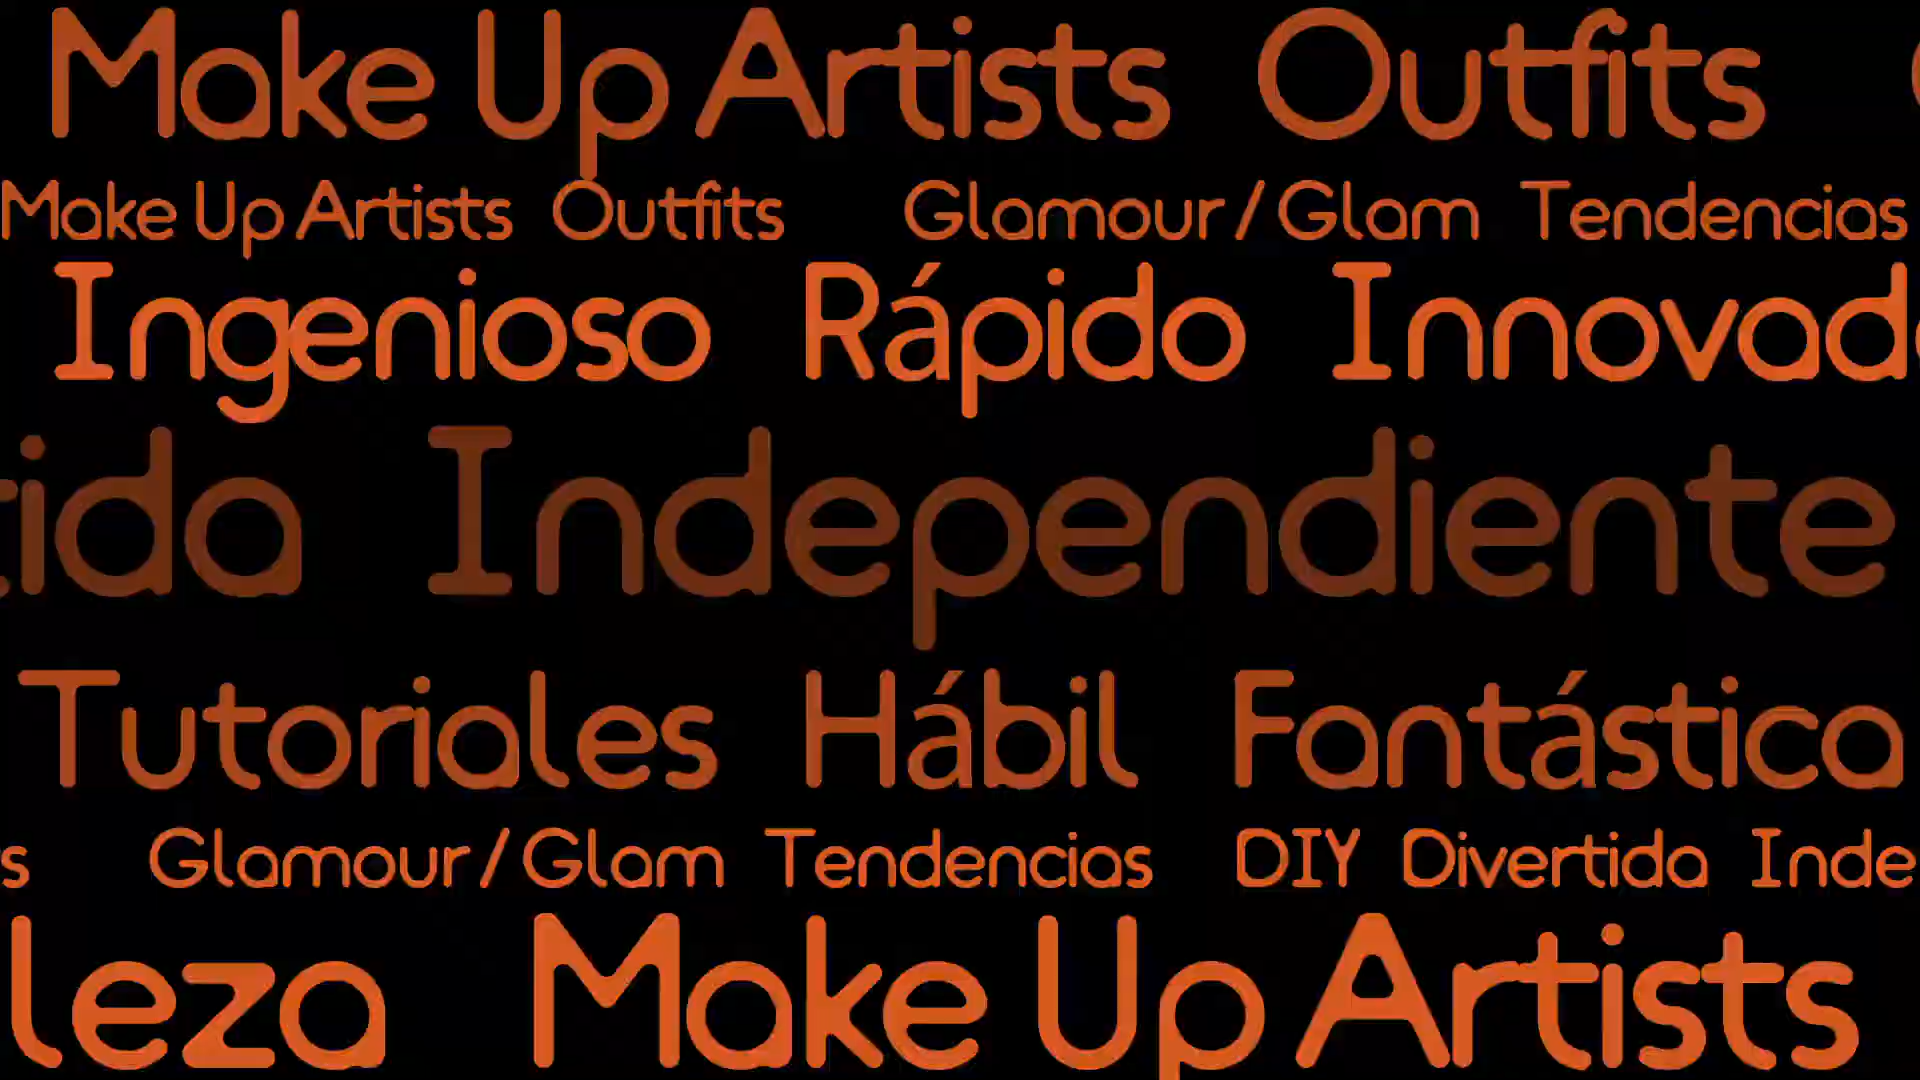 Make Up Artists Outfits
Make Up Artists Outfits Glamour/Glam Tendencias
Ingenioso Rápido Innovad
tida Independiente
Tutoriales Hábil Fantástica
s Glamour/Glam Tendencias DIY Divertida Inde
leza Make Up Artists